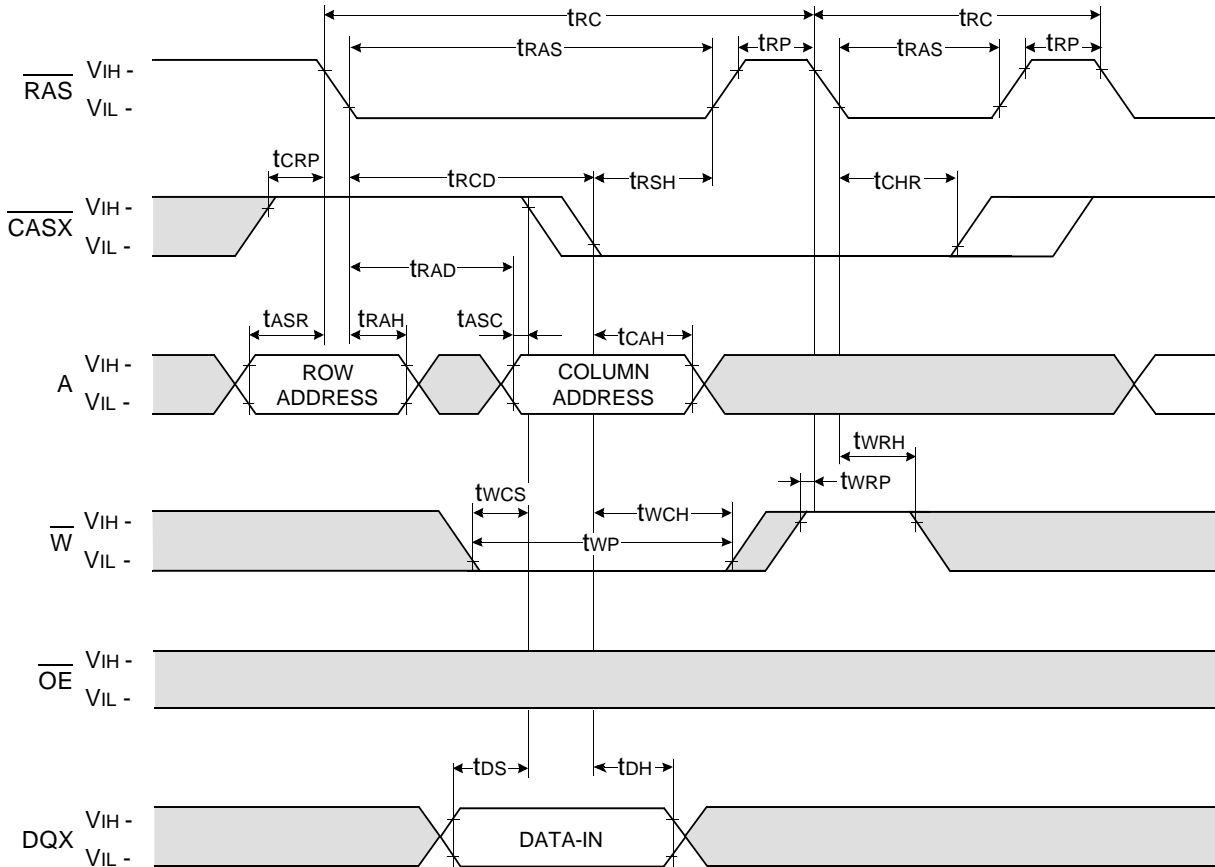 tRC tRC
tRAS tRP tRAS tRP
RAS VIH -
VIL -
tCRP tRCD tRSH tCHR
CASX VIH -
VIL -
tRAD
tASR tRAH tASC tCAH
A VIH -
VIL -
ROW
ADDRESS
COLUMN
ADDRESS
tWRH
tWRP
tWCS tWCH
tWP
W VIH -
VIL -
OE VIH -
VIL -
tDS tDH
DQX VIH -
VIL -
DATA-IN